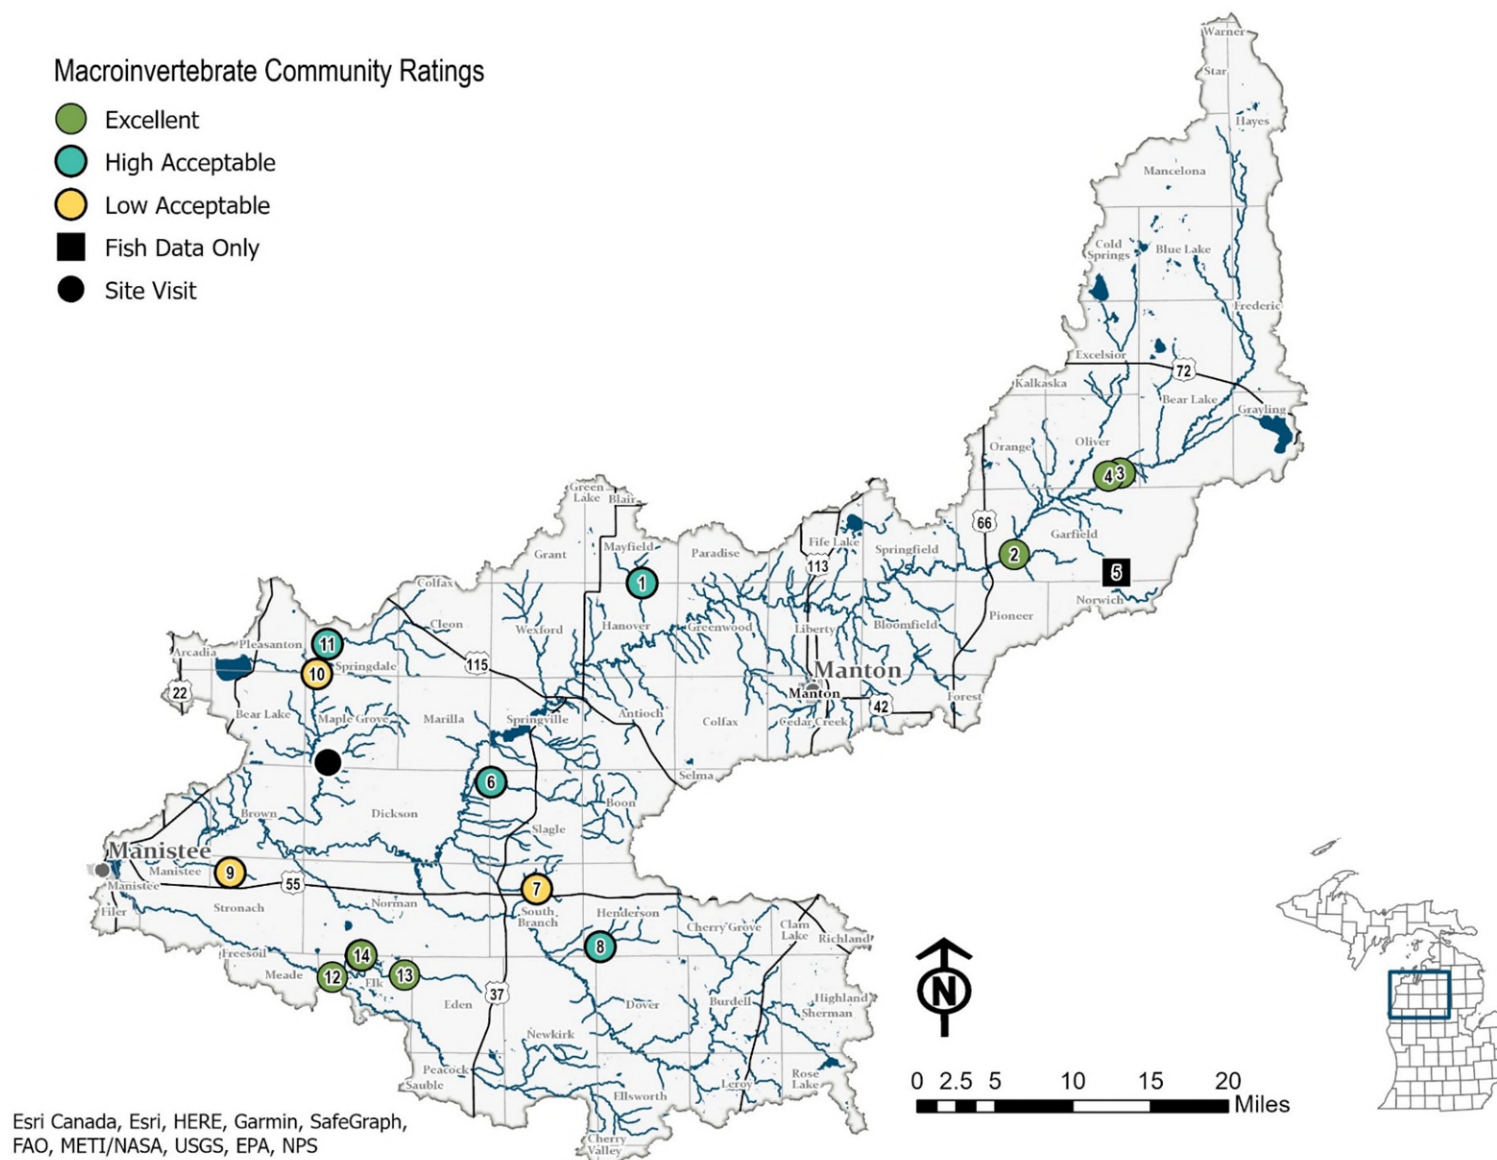 Macroinvertebrate Community Ratings
Excellent
High Acceptable
Low Acceptable
Fish Data Only
Site Visit
Warner
Star
Hayes
Mancelona
Cold
Springs
Blue Lake
Frederic
Excelsior
72
Kalkaska
Bear Lake
Grayling
Orange
Oliver
4 3
66
Garfield
2
5
Norwich
Pioneer
Green
Lake
Blair
Mayfield
Grant
Paradise
Fife Lake
Springfield
113
1
Colfax
Cleon
Wexford
Hanover
Greenwood
Liberty
Bloomfield
Arcadia
Pleasanton
11
10
Springdale
115
22
Manton
Manton
42
Forest
Bear Lake
Maple Grove
Marilla
Springville
Antioch
Colfax
Cedar Creek
Selma
6
Boon
Brown
Dickson
Slagle
Manistee
Manistee
Manistee
9
55
7
Filer
Stronach
Norman
South
Branch
Henderson
Cherry Grove
Clam
Lake
Richland
8
Freesoil
Meade
14
12
13
Elk
Eden
37
Dover
Burdell
Highland
Sherman
Newkirk
Peacock
Sauble
Ellsworth
Leroy
Rose
Lake
Cherry
Valley
N
0 2.5 5 10 15 20
Miles
Esri Canada, Esri, HERE, Garmin, SafeGraph,
FAO, METI/NASA, USGS, EPA, NPS